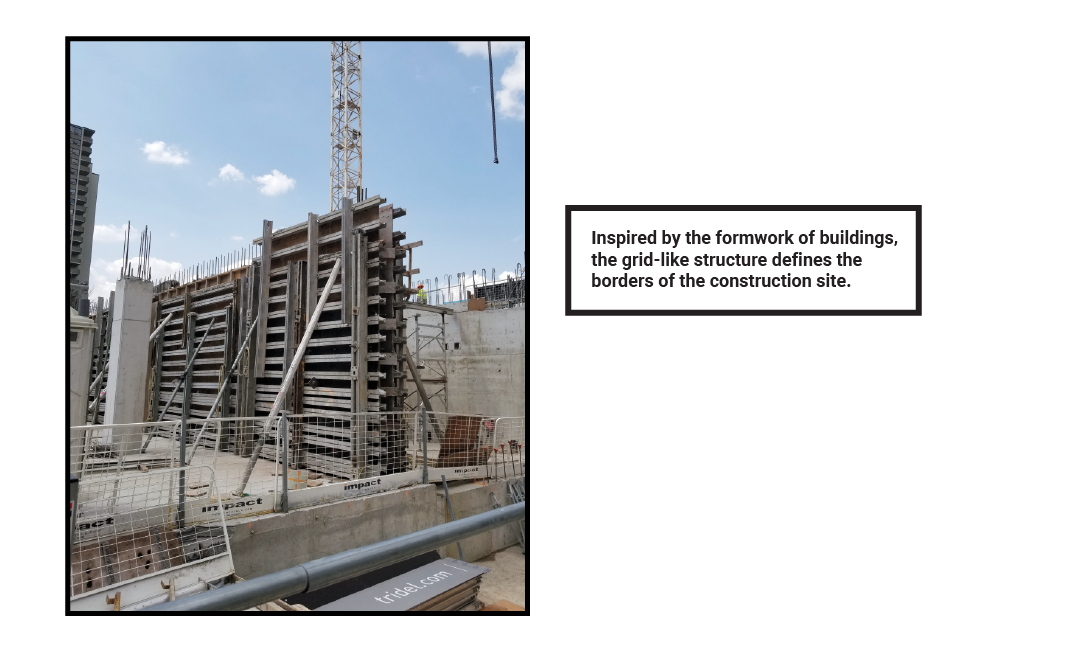 Inspired by the formwork of buildings,
the grid-like structure defines the
borders of the construction site.
impact
impact
impact
act
tridel.com